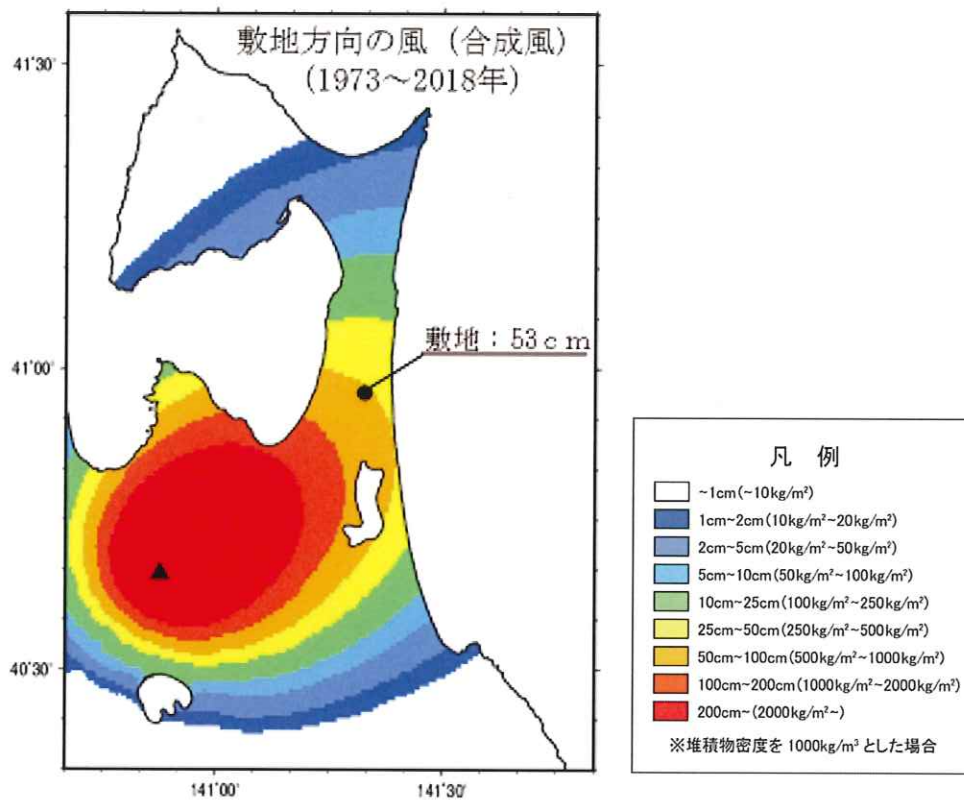 敷地方向の風（合成風）
(1973～2018年)
41°30'
敷地：53cm
41°00'
40°30'
141°00'
141°30'
凡 例
~1cm(~10kg/m²)
1cm~2cm(10kg/m²~20kg/m²)
2cm~5cm(20kg/m²~50kg/m²)
5cm~10cm(50kg/m²~100kg/m²)
10cm~25cm(100kg/m²~250kg/m²)
25cm~50cm(250kg/m²~500kg/m²)
50cm~100cm(500kg/m²~1000kg/m²)
100cm~200cm(1000kg/m²~2000kg/m²)
200cm~(2000kg/m²~)
※堆積物密度を1000kg/m³とした場合